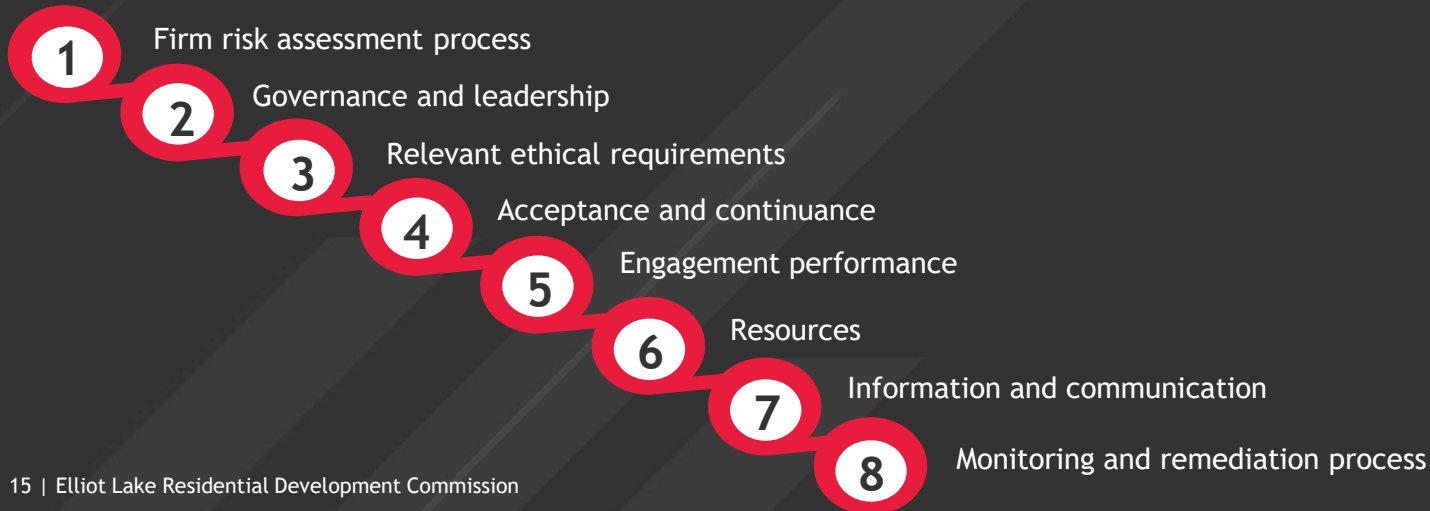 1 Firm risk assessment process
2 Governance and leadership
3 Relevant ethical requirements
4 Acceptance and continuance
5 Engagement performance
6 Resources
7 Information and communication
8 Monitoring and remediation process
15 | Elliot Lake Residential Development Commission